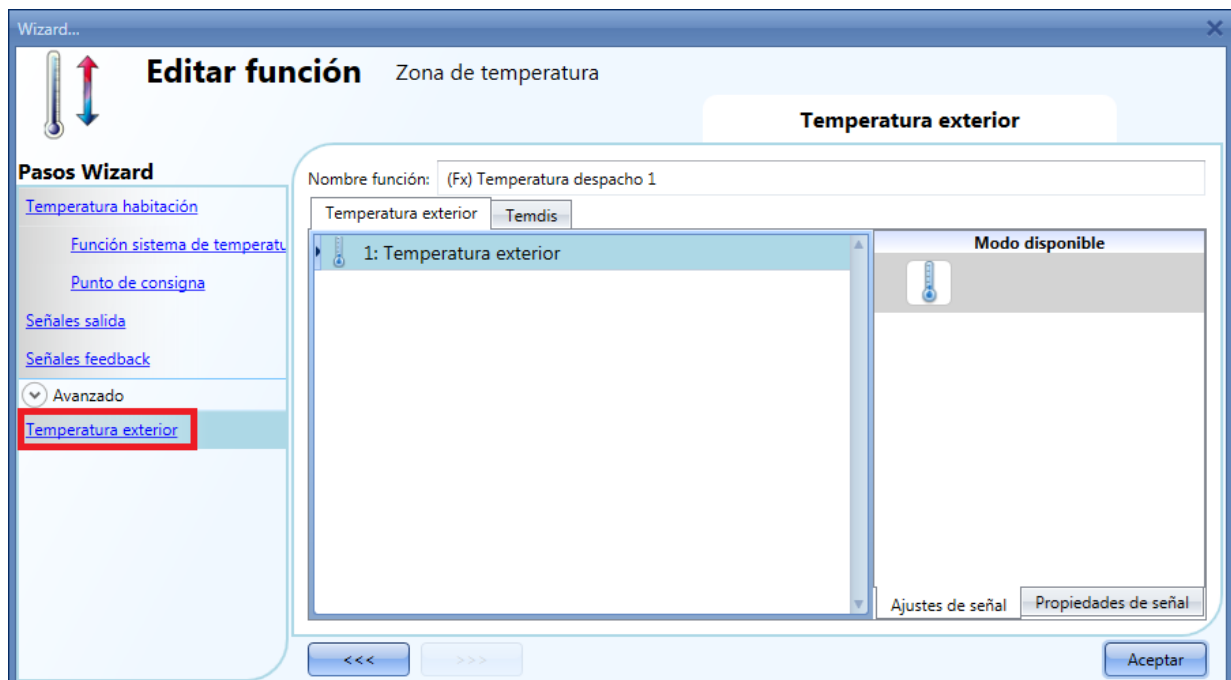 Wizard...
Editar función Zona de temperatura
Temperatura exterior
Pasos Wizard
Temperatura habitación
Función sistema de temperatu
Punto de consigna
Señales salida
Señales feedback
Avanzado
Temperatura exterior
Nombre función: (Fx) Temperatura despacho 1
Temperatura exterior Temdis
1: Temperatura exterior
Modo disponible
Ajustes de señal Propiedades de señal
<<< >>> Aceptar